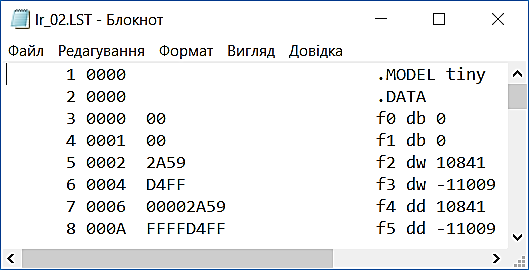 lr_02.LST - Блокнот
Файл Редагування Формат Вигляд Довідка
1 0000 .MODEL tiny
2 0000 .DATA
3 0000 00 f0 db 0
4 0001 00 f1 db 0
5 0002 2A59 f2 dw 10841
6 0004 D4FF f3 dw -11009
7 0006 00002A59 f4 dd 10841
8 000A FFFFD4FF f5 dd -11009